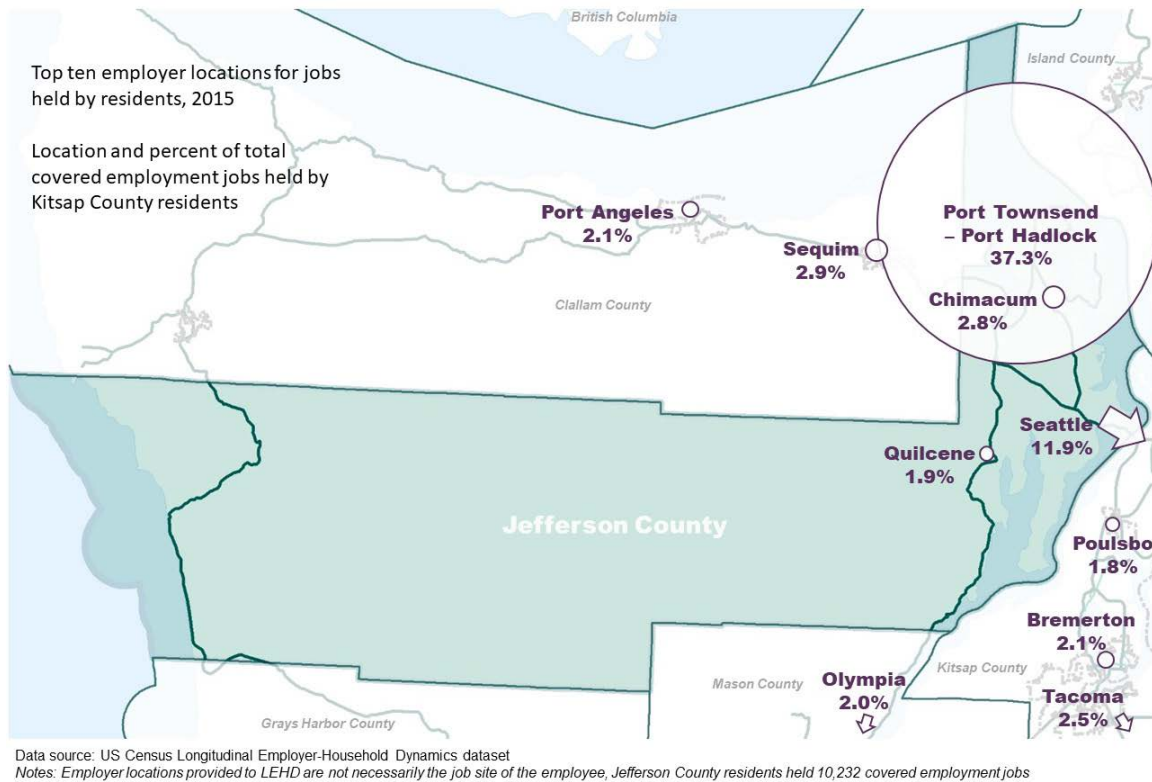 British Columbia
Island County
Top ten employer locations for jobs
held by residents, 2015
Location and percent of total
covered employment jobs held by
Kitsap County residents
Port Angeles
2.1%
Sequim
2.9%
Port Townsend
– Port Hadlock
37.3%
Chimacum
2.8%
Clallam County
Seattle
11.9%
Quilcene
1.9%
Jefferson County
Poulsbo
1.8%
Bremerton
2.1%
Kitsap County
Mason County
Olympia
2.0%
Tacoma
2.5%
Grays Harbor County
Data source: US Census Longitudinal Employer-Household Dynamics dataset
Notes: Employer locations provided to LEHD are not necessarily the job site of the employee, Jefferson County residents held 10,232 covered employment jobs